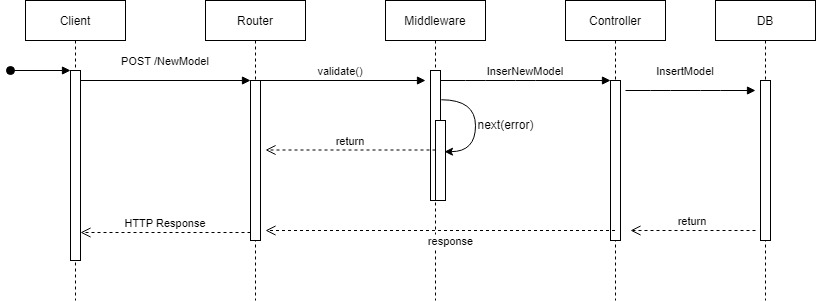 Client
Router
Middleware
Controller
DB
POST /NewModel
validate()
InserNewModel
InsertModel
next(error)
return
HTTP Response
return
response